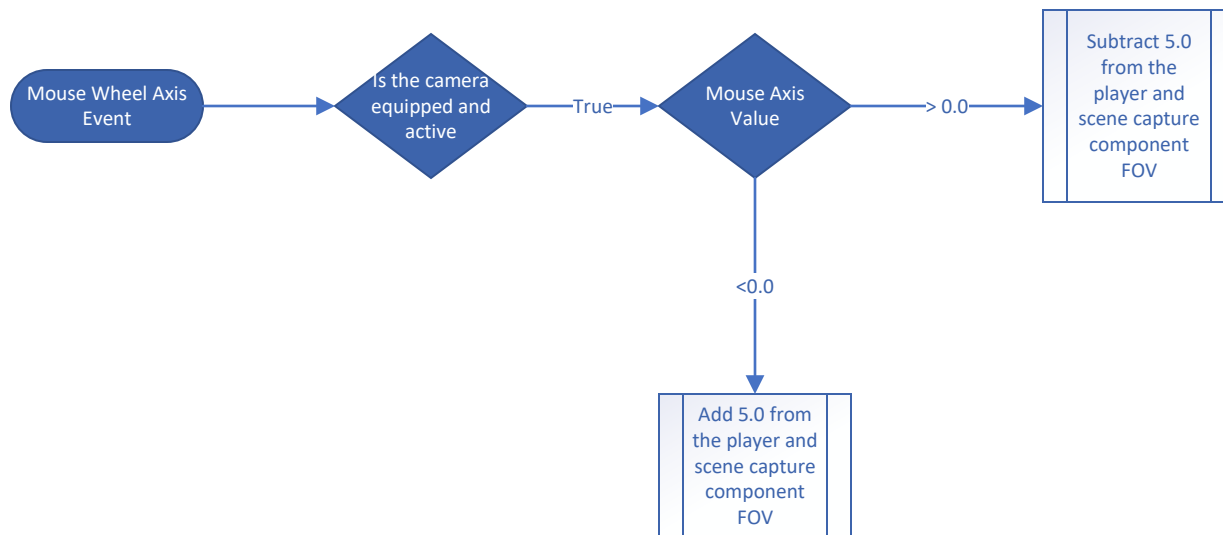 Mouse Wheel Axis
Event
Is the camera
equipped and
active
True
Mouse Axis
Value
> 0.0
Subtract 5.0
from the
player and
scene capture
component
FOV
<0.0
Add 5.0 from
the player and
scene capture
component
FOV